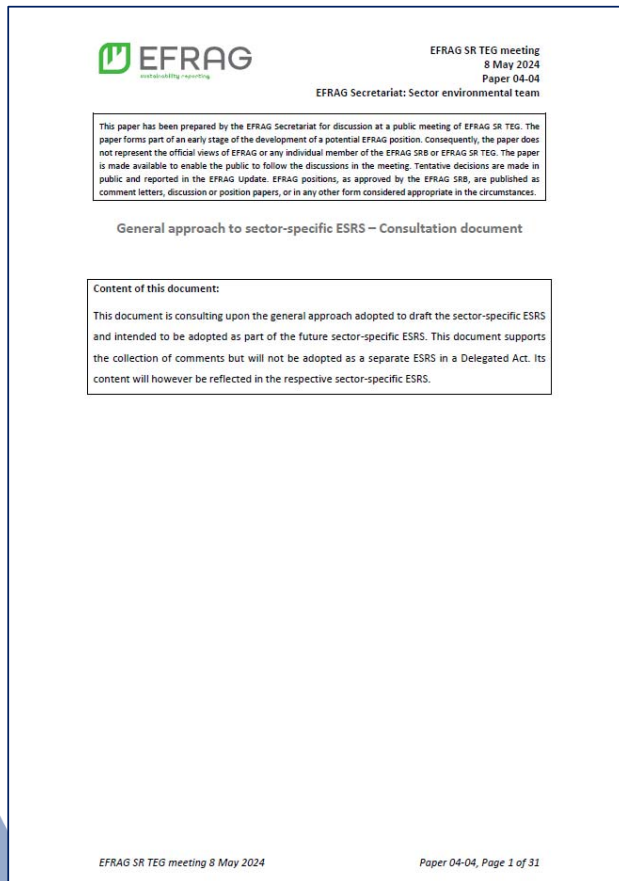 EFRAG
sustainability reporting
EFRAG SR TEG meeting
8 May 2024
Paper 04-04
EFRAG Secretariat: Sector environmental team
This paper has been prepared by the EFRAG Secretariat for discussion at a public meeting of EFRAG SR TEG. The
paper forms part of an early stage of the development of a potential EFRAG position. Consequently, the paper does
not represent the official views of EFRAG or any individual member of the EFRAG SRB or EFRAG SR TEG. The paper
is made available to enable the public to follow the discussions in the meeting. Tentative decisions are made in
public and reported in the EFRAG Update. EFRAG positions, as approved by the EFRAG SRB, are published as
comment letters, discussion or position papers, or in any other form considered appropriate in the circumstances.
General approach to sector-specific ESRS – Consultation document
Content of this document:
This document is consulting upon the general approach adopted to draft the sector-specific ESRS
and intended to be adopted as part of the future sector-specific ESRS. This document supports
the collection of comments but will not be adopted as a separate ESRS in a Delegated Act. Its
content will however be reflected in the respective sector-specific ESRS.
EFRAG SR TEG meeting 8 May 2024
Paper 04-04, Page 1 of 31